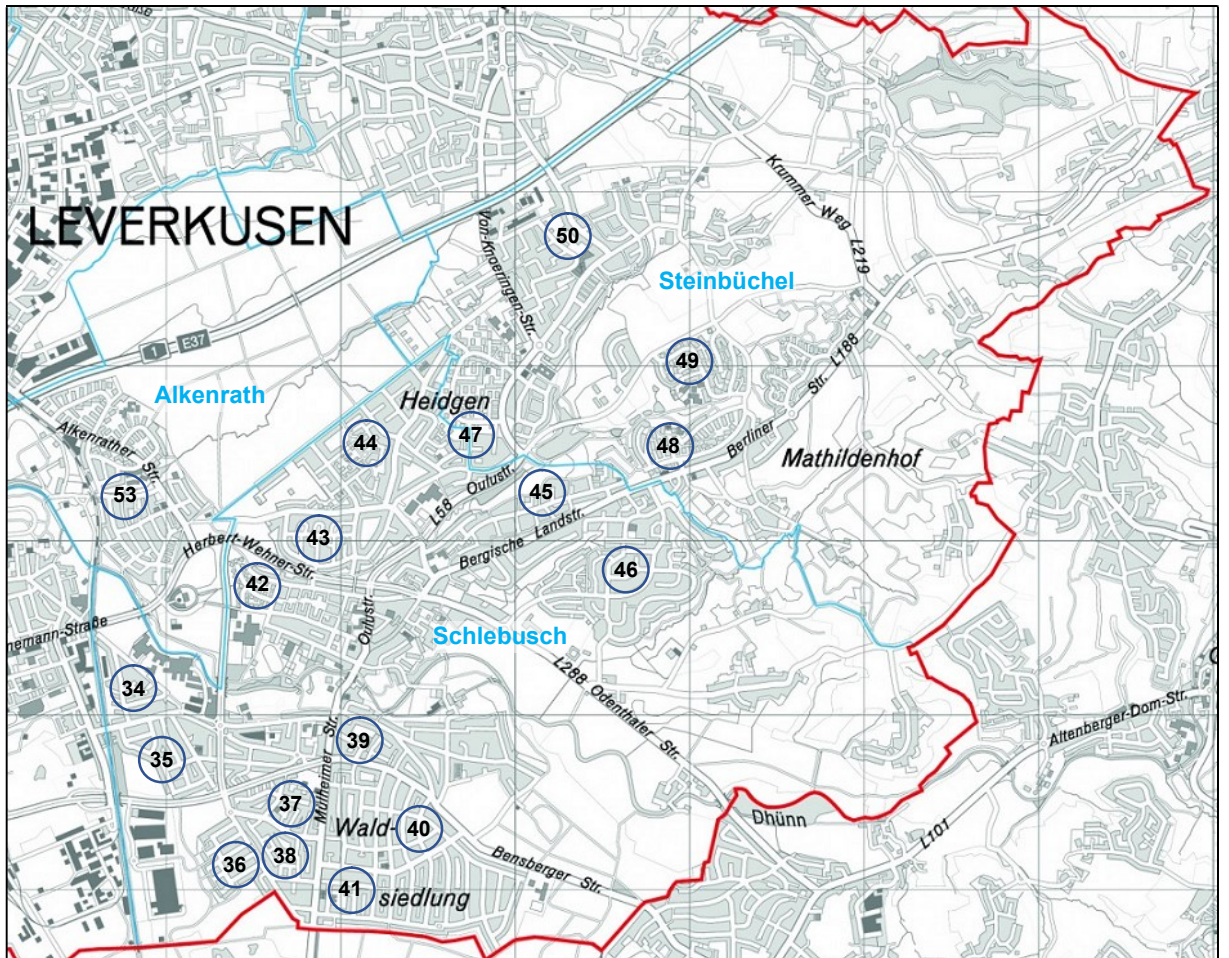 LEVERKUSEN
Krummer Weg L219
50
Von-Knoeringen-Str.
Steinbüchel
1
E37
49
Str. L188
Alkenrath
Heidgen
44
47
48
Berliner
Alkenrather Str.
Mathildenhof
53
L58 Oulustr.
45
Bergische Landstr.
43
Herbert-Wehner-Str.
46
42
Oulustr.
nemann-Straße
Schlebusch
L288 Odenthaler Str.
34
Altenberger-Dom-Str.
39
35
Mülheimer Str.
37
Wald-
40
Dhünn
L101
36
38
Bensberger Str.
41
siedlung